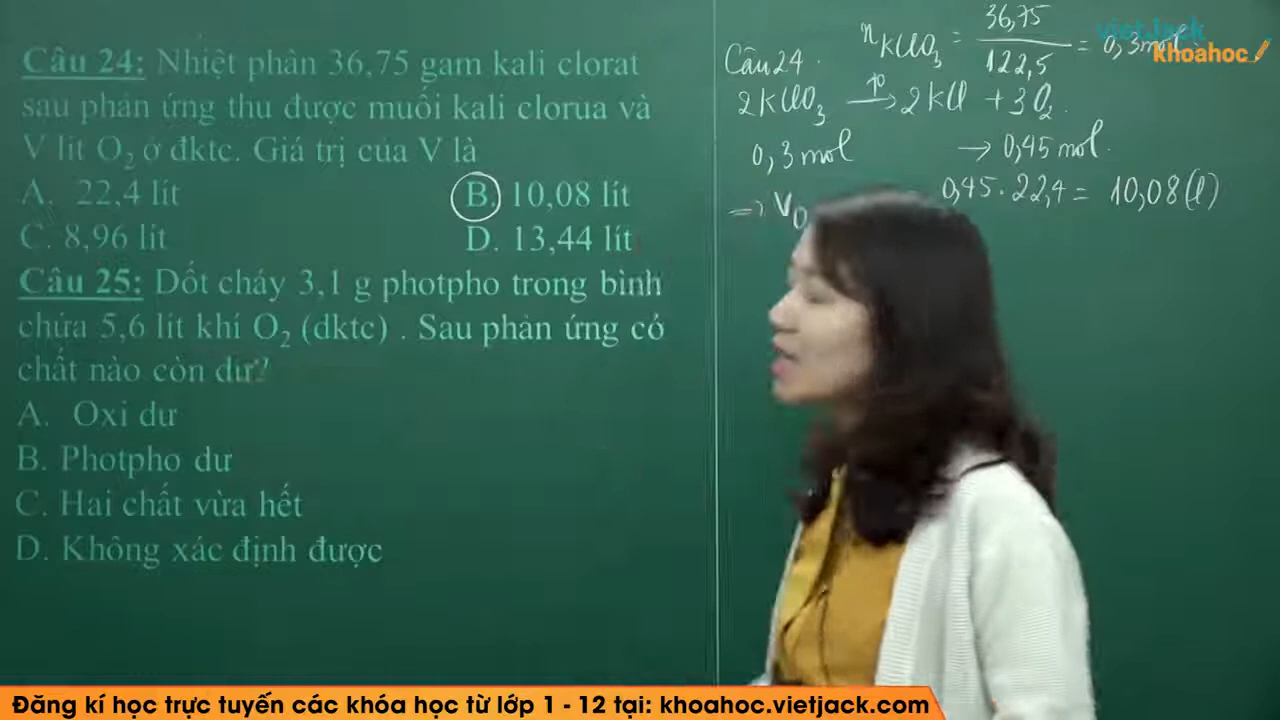 Câu 24: Nhiệt phân 36,75 gam kali clorat
sau phản ứng thu được muối kali clorua và
V lit O₂ ở đktc. Giá trị của V là
A. 22,4 lít
B. 10,08 lít
C. 8,96 lít
D. 13,44 lít
Câu 25: Dốt cháy 3,1 g photpho trong bình
chứa 5,6 lít khí O₂ (dktc) . Sau phản ứng có
chất nào còn dư?
A. Oxi dư
B. Photpho dư
C. Hai chất vừa hết
D. Không xác định được
Câu 24.
n KClO₃ = 36,75 / 122,5 = 0,3 mol
2KClO₃ t° → 2KCl + 3O₂.
0,3 mol → 0,45 mol.
=> V O 0,45.22,4 = 10,08 (l)
vietjack
khoahoc
Đăng kí học trực tuyến các khóa học từ lớp 1 - 12 tại: khoahoc.vietjack.com